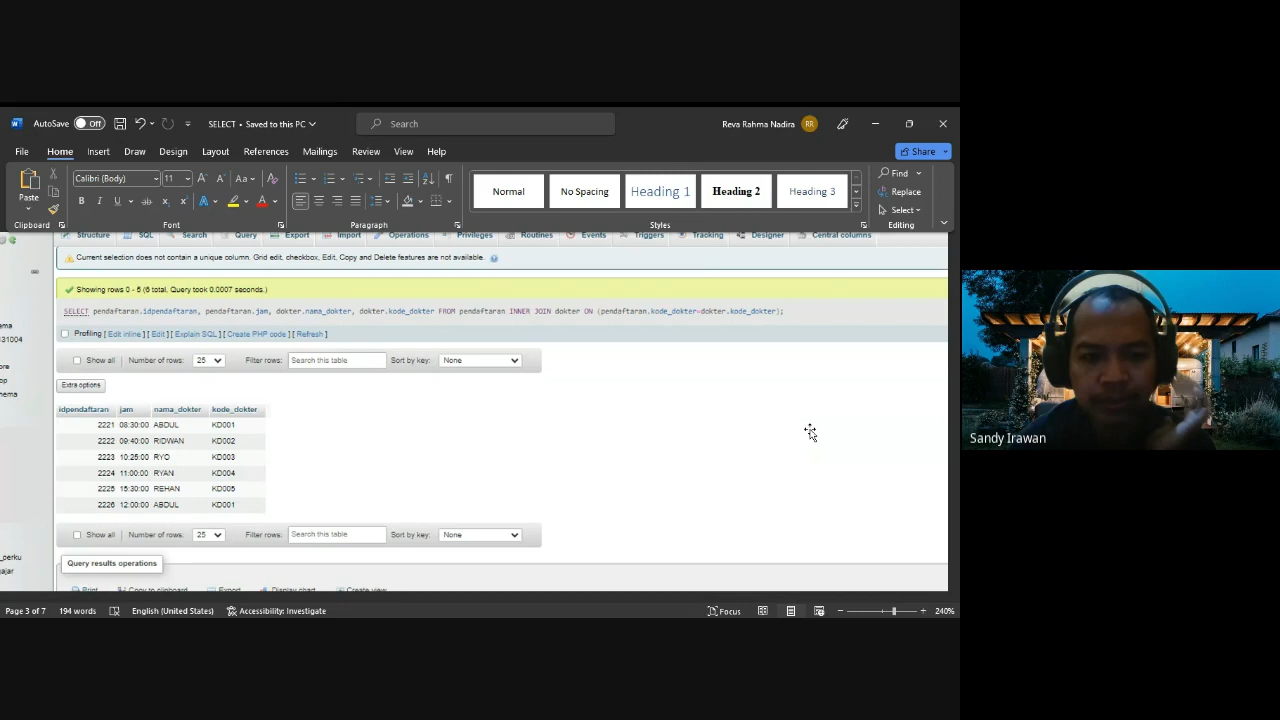 AutoSave Off SELECT • Saved to this PC Search Reva Rahma Nadira RR
File Home Insert Draw Design Layout References Mailings Review View Help Share
Paste Calibri (Body) 11 Normal No Spacing Heading 1 Heading 2 Heading 3 Find
Replace
Select
Clipboard Font Paragraph Styles Editing
Structure SQL Search Query Export Import Operations Privileges Routines Events Triggers Tracking Designer Central columns
Current selection does not contain a unique column. Grid edit, checkbox, Edit, Copy and Delete features are not available.
Showing rows 0 - 5 (6 total, Query took 0.0007 seconds.)
SELECT pendaftaran.idpendaftaran, pendaftaran.jam, dokter.nama_dokter, dokter.kode_dokter FROM pendaftaran INNER JOIN dokter ON (pendaftaran.kode_dokter=dokter.kode_dokter);
Profiling [ Edit inline ] [ Edit ] [ Explain SQL ] [ Create PHP code ] [ Refresh ]
Show all Number of rows: 25 Filter rows: Search this table Sort by key: None
Extra options
idpendaftaran jam nama_dokter kode_dokter
2221 08:30:00 ABDUL KD001
2222 09:40:00 RIDWAN KD002
2223 10:25:00 RYO KD003
2224 11:00:00 RYAN KD004
2225 15:30:00 REHAN KD005
2226 12:00:00 ABDUL KD001
Show all Number of rows: 25 Filter rows: Search this table Sort by key: None
Query results operations
Print Copy to clipboard Export Display chart Create view
Page 3 of 7 194 words English (United States) Accessibility: Investigate Focus 240%
Sandy Irawan